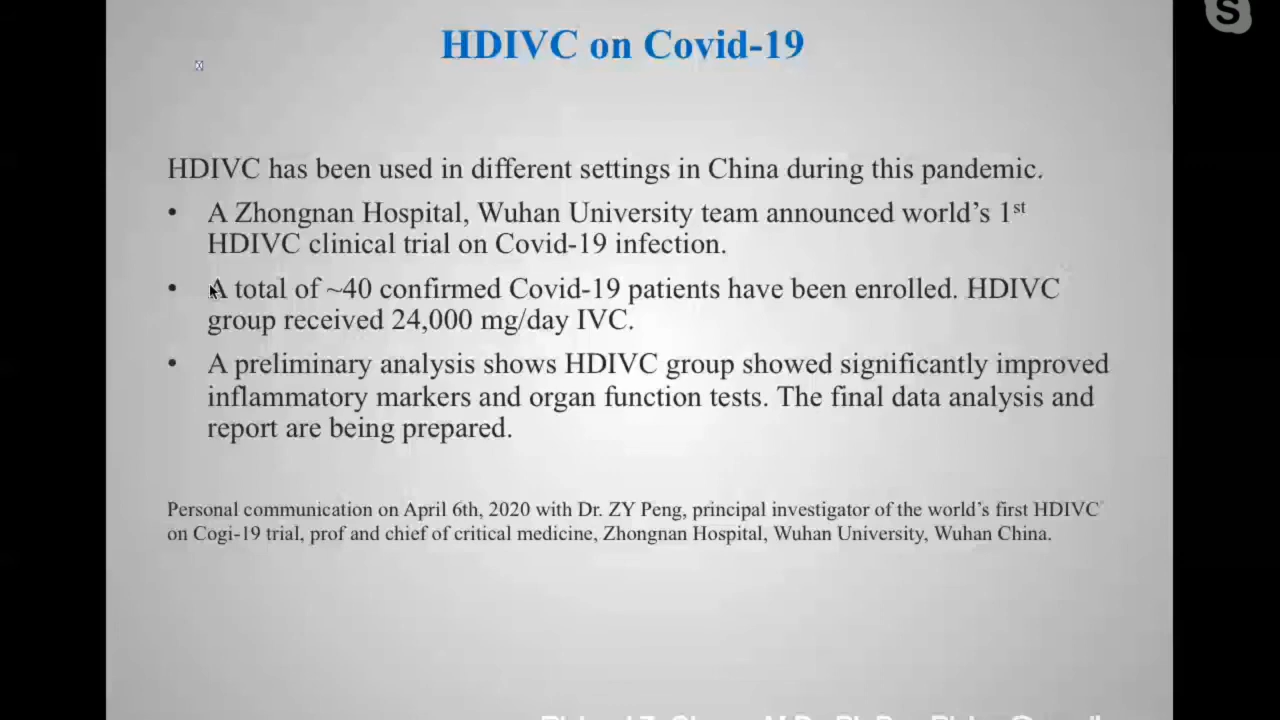 HDIVC on Covid-19
HDIVC has been used in different settings in China during this pandemic.
• A Zhongnan Hospital, Wuhan University team announced world's 1st
HDIVC clinical trial on Covid-19 infection.
• A total of ~40 confirmed Covid-19 patients have been enrolled. HDIVC
group received 24,000 mg/day IVC.
• A preliminary analysis shows HDIVC group showed significantly improved
inflammatory markers and organ function tests. The final data analysis and
report are being prepared.
Personal communication on April 6th, 2020 with Dr. ZY Peng, principal investigator of the world's first HDIVC
on Cogi-19 trial, prof and chief of critical medicine, Zhongnan Hospital, Wuhan University, Wuhan China.